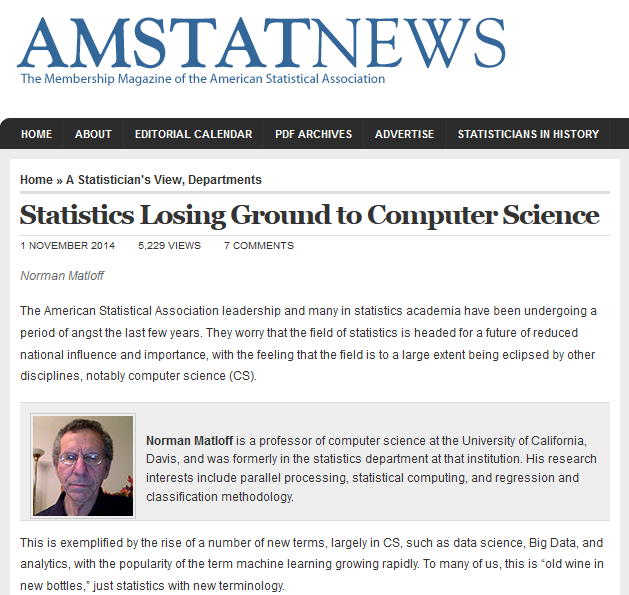 AMSTATNEWS
The Membership Magazine of the American Statistical Association
HOME ABOUT EDITORIAL CALENDAR PDF ARCHIVES ADVERTISE STATISTICIANS IN HISTORY
Home » A Statistician's View, Departments
Statistics Losing Ground to Computer Science
1 NOVEMBER 2014 5,229 VIEWS 7 COMMENTS
Norman Matloff
The American Statistical Association leadership and many in statistics academia have been undergoing a
period of angst the last few years. They worry that the field of statistics is headed for a future of reduced
national influence and importance, with the feeling that the field is to a large extent being eclipsed by other
disciplines, notably computer science (CS).
Norman Matloff is a professor of computer science at the University of California,
Davis, and was formerly in the statistics department at that institution. His research
interests include parallel processing, statistical computing, and regression and
classification methodology.
This is exemplified by the rise of a number of new terms, largely in CS, such as data science, Big Data, and
analytics, with the popularity of the term machine learning growing rapidly. To many of us, this is “old wine in
new bottles,” just statistics with new terminology.